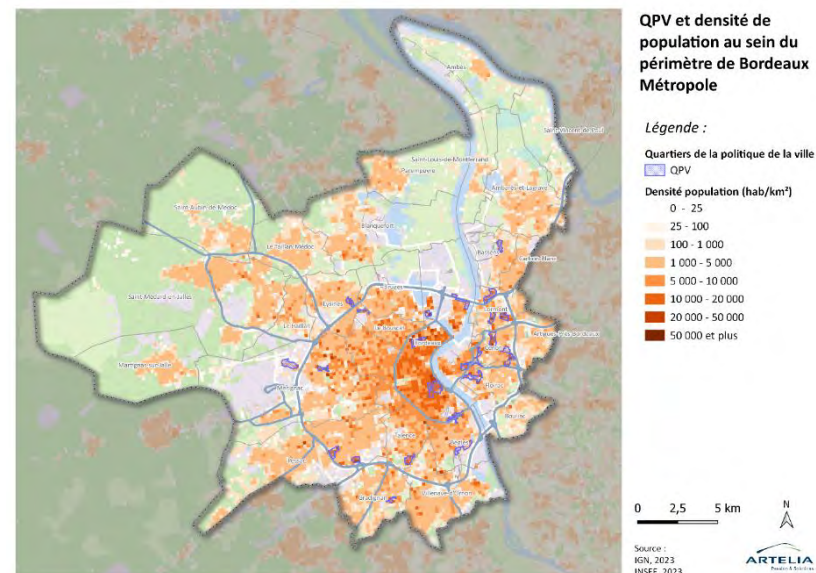 QPV et densité de
population au sein du
périmètre de Bordeaux
Métropole
Légende :
Quartiers de la politique de la ville
QPV
Densité population (hab/km²)
0 - 25
25 - 100
100 - 1 000
1 000 - 5 000
5 000 - 10 000
10 000 - 20 000
20 000 - 50 000
50 000 et plus
Ambès
Saint-Vincent-de-Paul
Saint-Louis-de-Montferrand
Parempuyre
Ambarès-et-Lagrave
Saint-Aubin-de-Médoc
Blanquefort
Le Taillan-Médoc
Bassens
Carbon-Blanc
Saint-Médard-en-Jalles
Eysines
Bruges
Lormont
Le Haillan
Le Bouscat
Artigues-Près-Bordeaux
Bordeaux
Cenon
Martignas-sur-Jalle
Mérignac
Floirac
Bouliac
Talence
Bègles
Pessac
Gradignan
Villenave-d'Ornon
0 2,5 5 km
N
Source :
IGN, 2023
INSEE, 2023
ARTELIA